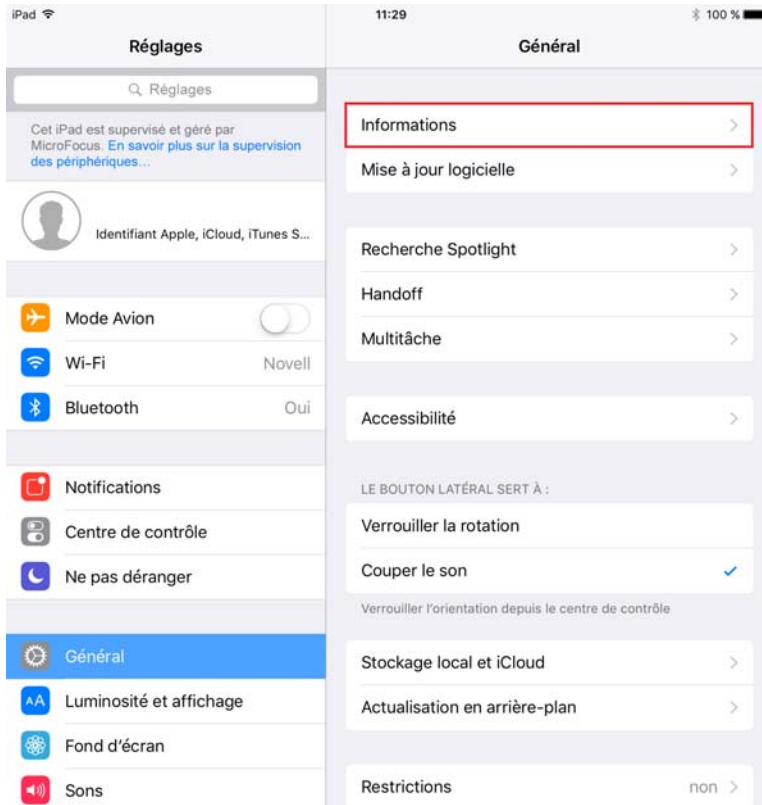 iPad
11:29
100 %
Réglages
Réglages
Cet iPad est supervisé et géré par
MicroFocus. En savoir plus sur la supervision
des périphériques...
Identifiant Apple, iCloud, iTunes S...
Mode Avion
Wi-Fi Novell
Bluetooth Oui
Notifications
Centre de contrôle
Ne pas déranger
Général
AA Luminosité et affichage
Fond d'écran
Sons
Général
Informations
Mise à jour logicielle
Recherche Spotlight
Handoff
Multitâche
Accessibilité
LE BOUTON LATÉRAL SERT À :
Verrouiller la rotation
Couper le son
Verrouiller l'orientation depuis le centre de contrôle
Stockage local et iCloud
Actualisation en arrière-plan
Restrictions non